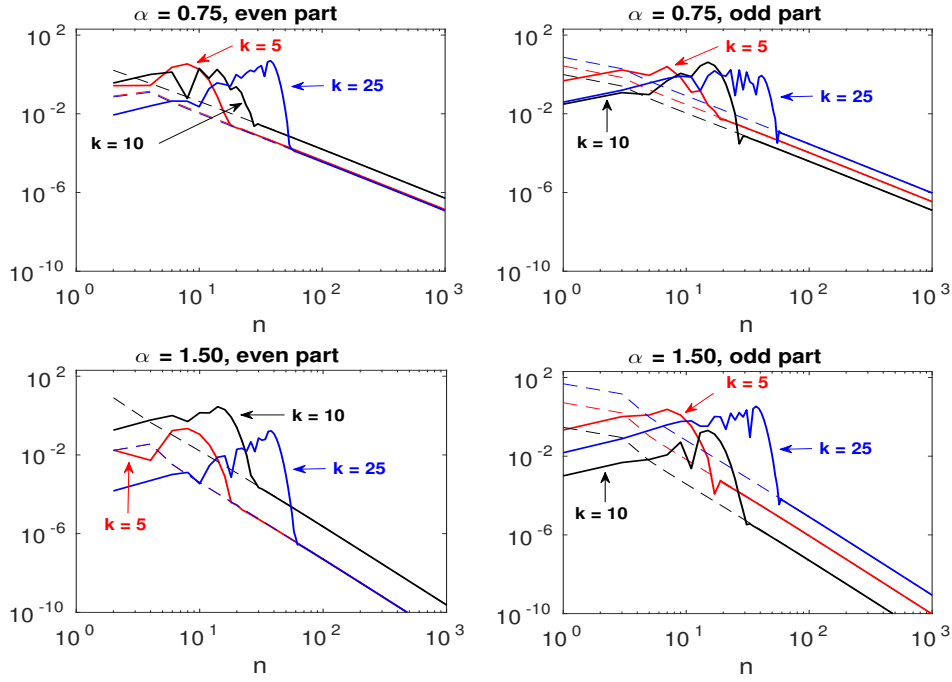 α = 0.75, even part
10^2
10^-2
10^-6
10^-10
10^0
10^1
10^2
10^3
n
k = 5
k = 25
k = 10
α = 0.75, odd part
10^2
10^-2
10^-6
10^-10
10^0
10^1
10^2
10^3
n
k = 5
k = 25
k = 10
α = 1.50, even part
10^2
10^-2
10^-6
10^-10
10^0
10^1
10^2
10^3
n
k = 10
k = 25
k = 5
α = 1.50, odd part
10^2
10^-2
10^-6
10^-10
10^0
10^1
10^2
10^3
n
k = 5
k = 25
k = 10